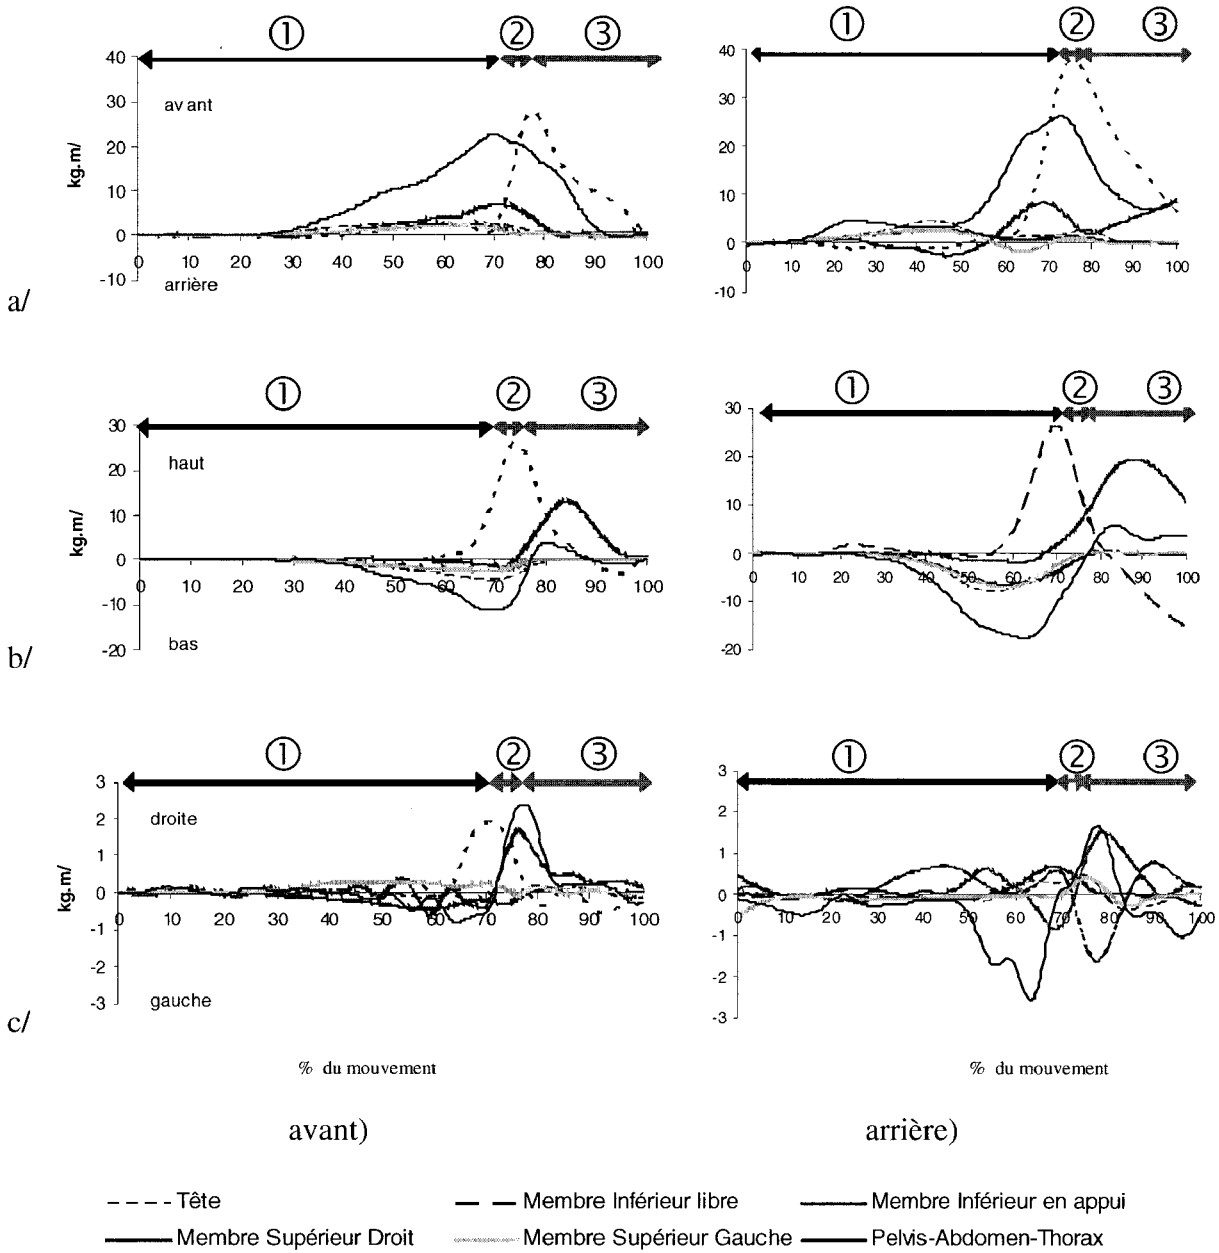 ① ② ③ ① ② ③
kg.m/
40 30 20 10 0 -10
avant
arrière
0 10 20 30 40 50 60 70 80 90 100
40 30 20 10 0 -10
0 10 20 30 40 50 60 70 80 90 100
a/
① ② ③ ① ② ③
kg.m/
30 20 10 0 -10 -20
haut
bas
0 10 20 30 40 50 60 70 80 90 100
30 20 10 0 -10 -20
0 10 20 30 40 50 60 70 80 90 100
b/
① ② ③ ① ② ③
kg.m/
3 2 1 0 -1 -2 -3
droite
gauche
0 10 20 30 40 50 60 70 80 90 100
3 2 1 0 -1 -2 -3
0 10 20 30 40 50 60 70 80 90 100
c/
% du mouvement % du mouvement
avant) arrière)
Tête Membre Inférieur libre Membre Inférieur en appui
Membre Supérieur Droit Membre Supérieur Gauche Pelvis-Abdomen-Thorax